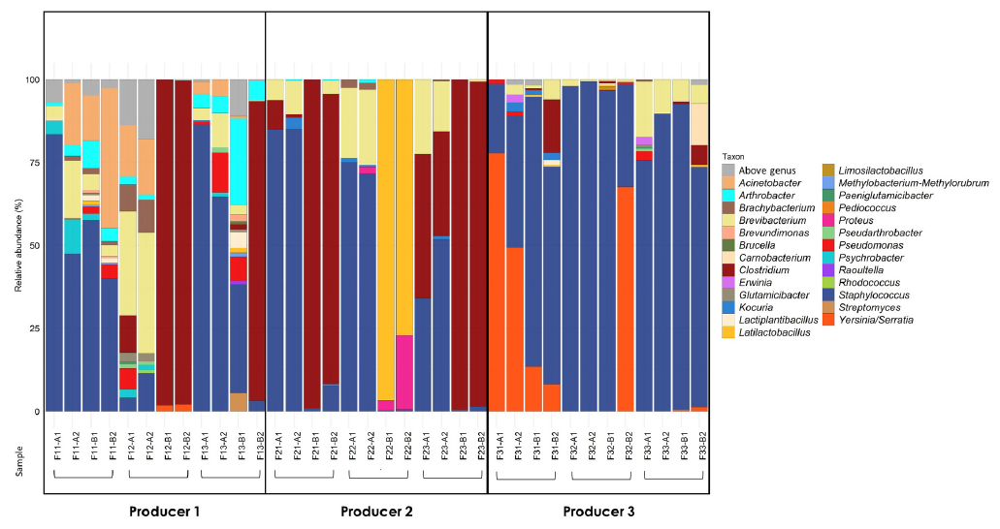 100
75
50
25
0
Relative abundance (%)
Sample
F11-A1
F11-A2
F11-B1
F11-B2
F12-A1
F12-A2
F12-B1
F12-B2
F13-A1
F13-A2
F13-B1
F13-B2
F21-A1
F21-A2
F21-B1
F21-B2
F22-A1
F22-A2
F22-B1
F22-B2
F23-A1
F23-A2
F23-B1
F23-B2
F31-A1
F31-A2
F31-B1
F31-B2
F32-A1
F32-A2
F32-B1
F32-B2
F33-A1
F33-A2
F33-B1
F33-B2
Producer 1
Producer 2
Producer 3
Taxon
Above genus
Acinetobacter
Arthrobacter
Brachybacterium
Brevibacterium
Brevundimonas
Brucella
Carnobacterium
Clostridium
Erwinia
Glutamicibacter
Kocuria
Lactiplantibacillus
Latilactobacillus
Limosilactobacillus
Methylobacterium-Methylorubrum
Paeniglutamicibacter
Pediococcus
Proteus
Pseudarthrobacter
Pseudomonas
Psychrobacter
Raoultella
Rhodococcus
Staphylococcus
Streptomyces
Yersinia/Serratia